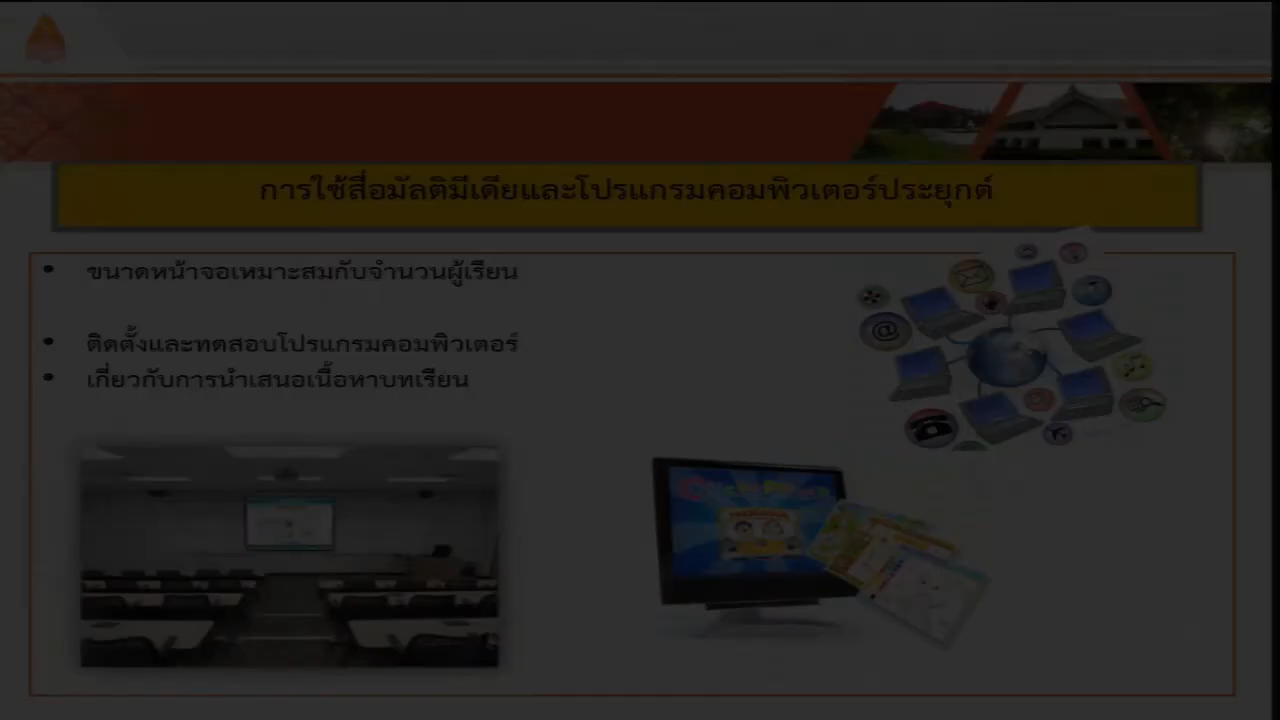 การใช้สื่อมัลติมีเดียและโปรแกรมคอมพิวเตอร์ประยุกต์
• ขนาดหน้าจอเหมาะสมกับจำนวนผู้เรียน
• ติดตั้งและทดสอบโปรแกรมคอมพิวเตอร์
• เกี่ยวกับการนำเสนอเนื้อหาบทเรียน